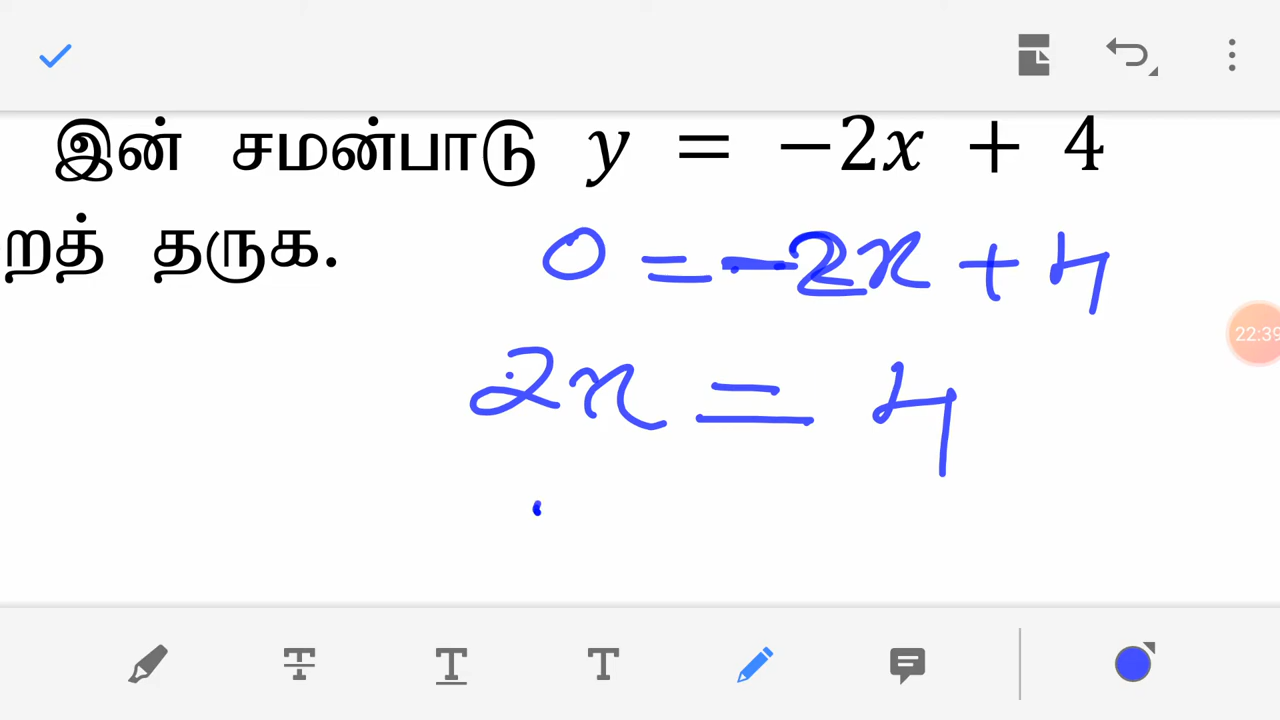 இன் சமன்பாடு y = −2x + 4
றத் தருக.
0 = -2x + 4
2x = 4
22:39